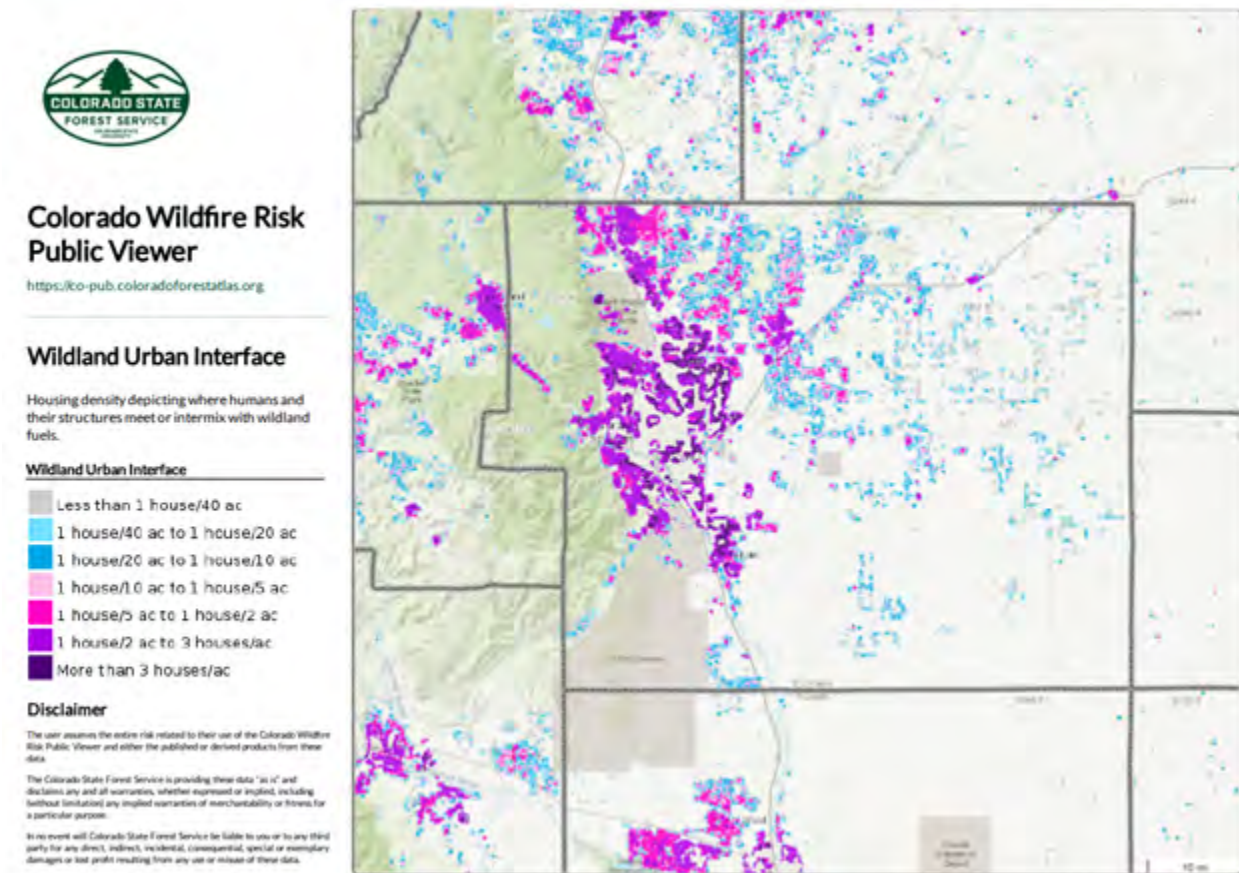 COLORADO STATE
FOREST SERVICE
Colorado Wildfire Risk
Public Viewer
https://co-pub.coloradoforestatlas.org
Wildland Urban Interface
Housing density depicting where humans and
their structures meet or intermix with wildland
fuels.
Wildland Urban Interface
Less than 1 house/40 ac
1 house/40 ac to 1 house/20 ac
1 house/20 ac to 1 house/10 ac
1 house/10 ac to 1 house/5 ac
1 house/5 ac to 1 house/2 ac
1 house/2 ac to 3 houses/ac
More than 3 houses/ac
Disclaimer
The user assumes the entire risk related to their use of the Colorado Wildfire
Risk Public Viewer and either the published or derived products from these
data.
The Colorado State Forest Service is providing these data "as is" and
disclaims any and all warranties, whether expressed or implied, including
(without limitation) any implied warranties of merchantability or fitness for
a particular purpose.
In no event will Colorado State Forest Service be liable to you or to any third
party for any direct, indirect, incidental, consequential, special or exemplary
damages or lost profit resulting from any use or misuse of these data.
10 mi